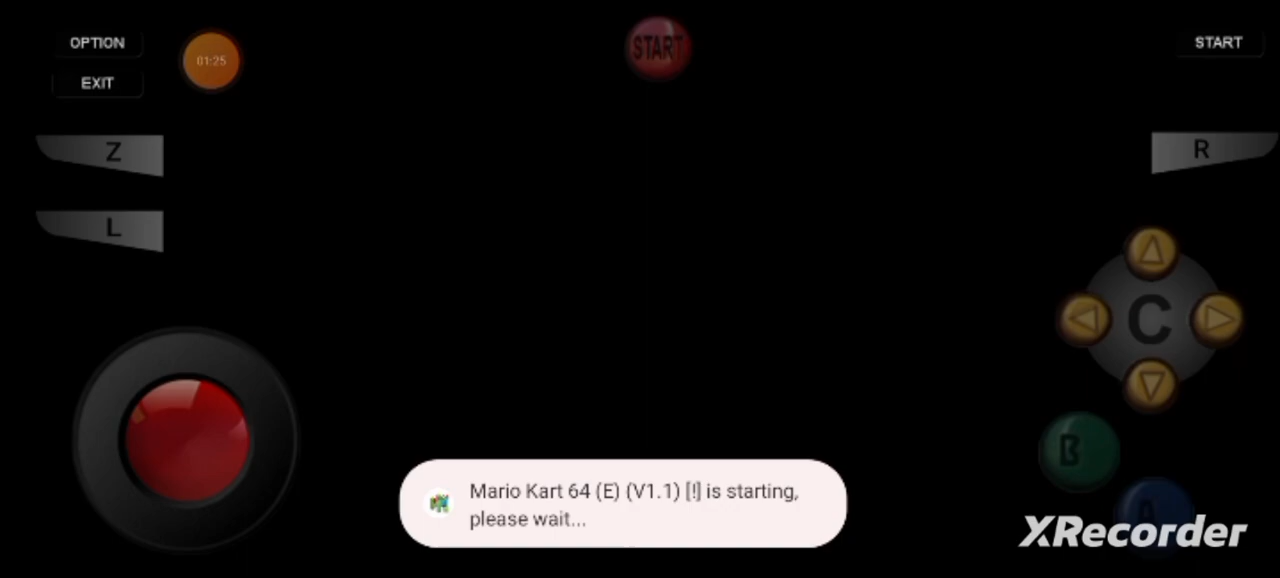 OPTION
01:25
START
START
EXIT
Z
R
L
C
B
Mario Kart 64 (E) (V1.1) [!] is starting,
please wait...
A
XRecorder